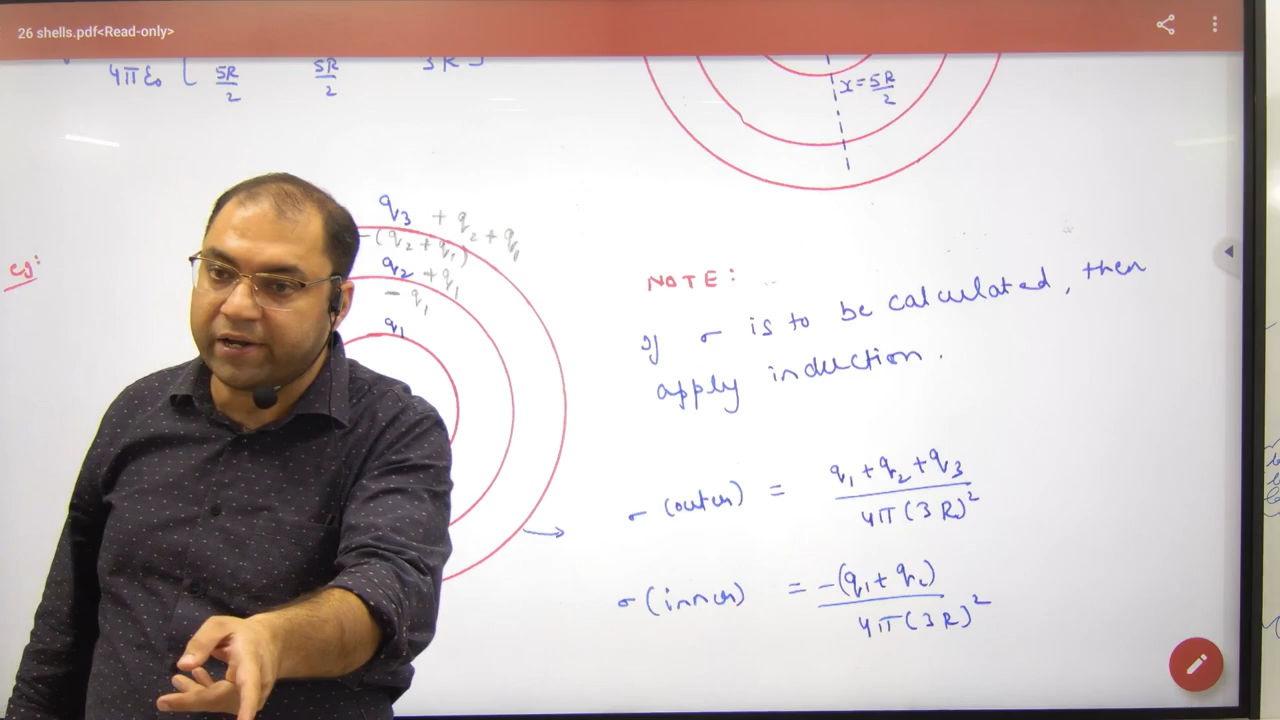 26 shells.pdf<Read-only>
4πε₀
5R/2
5R/2
3R
x = 5R/2
eg:
q₃ + q₂ + q₁
-(q₂ + q₁)
q₂ + q₁
- q₁
q₁
NOTE:
If σ is to be calculated, then
apply induction.
σ (outer) = q₁ + q₂ + q₃ / 4π(3R)²
σ (inner) = -(q₁ + q₂) / 4π(3R)²